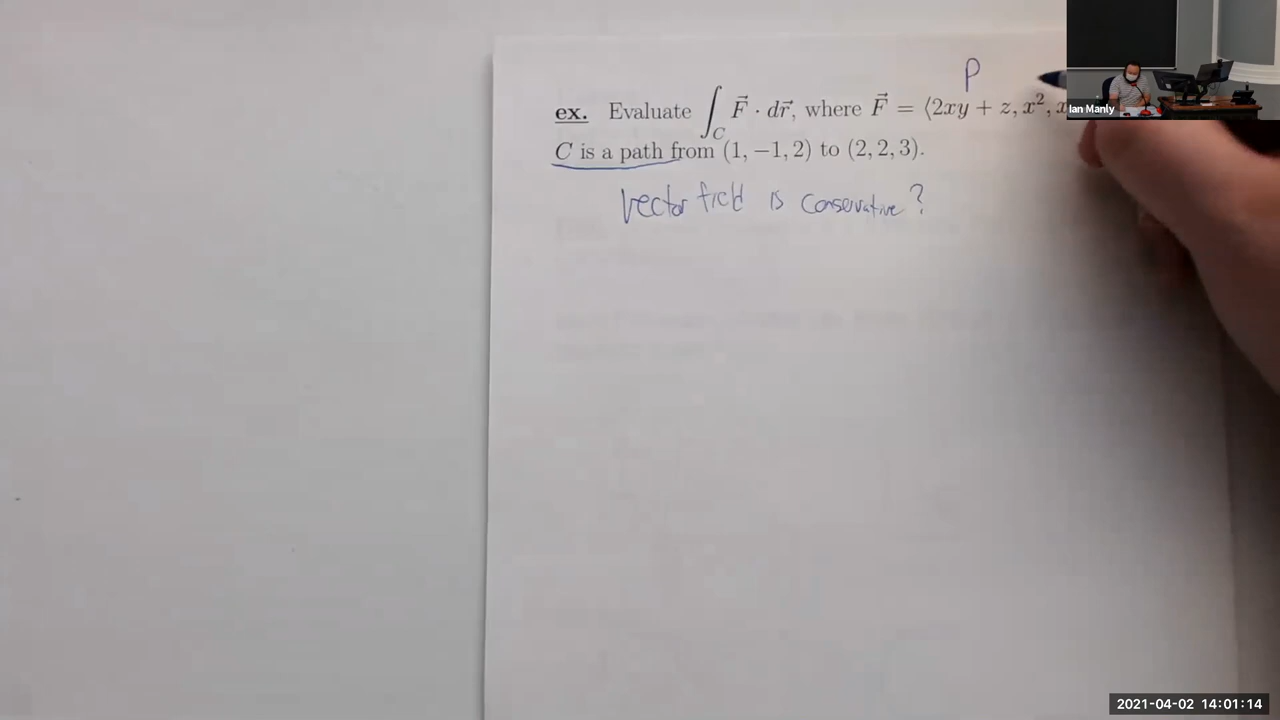 P
ex. Evaluate ∫_C F⃗ · dr⃗, where F⃗ = ⟨2xy + z, x², x
C is a path from (1, −1, 2) to (2, 2, 3).
vector field is conservative?
Ian Manly
2021-04-02 14:01:14